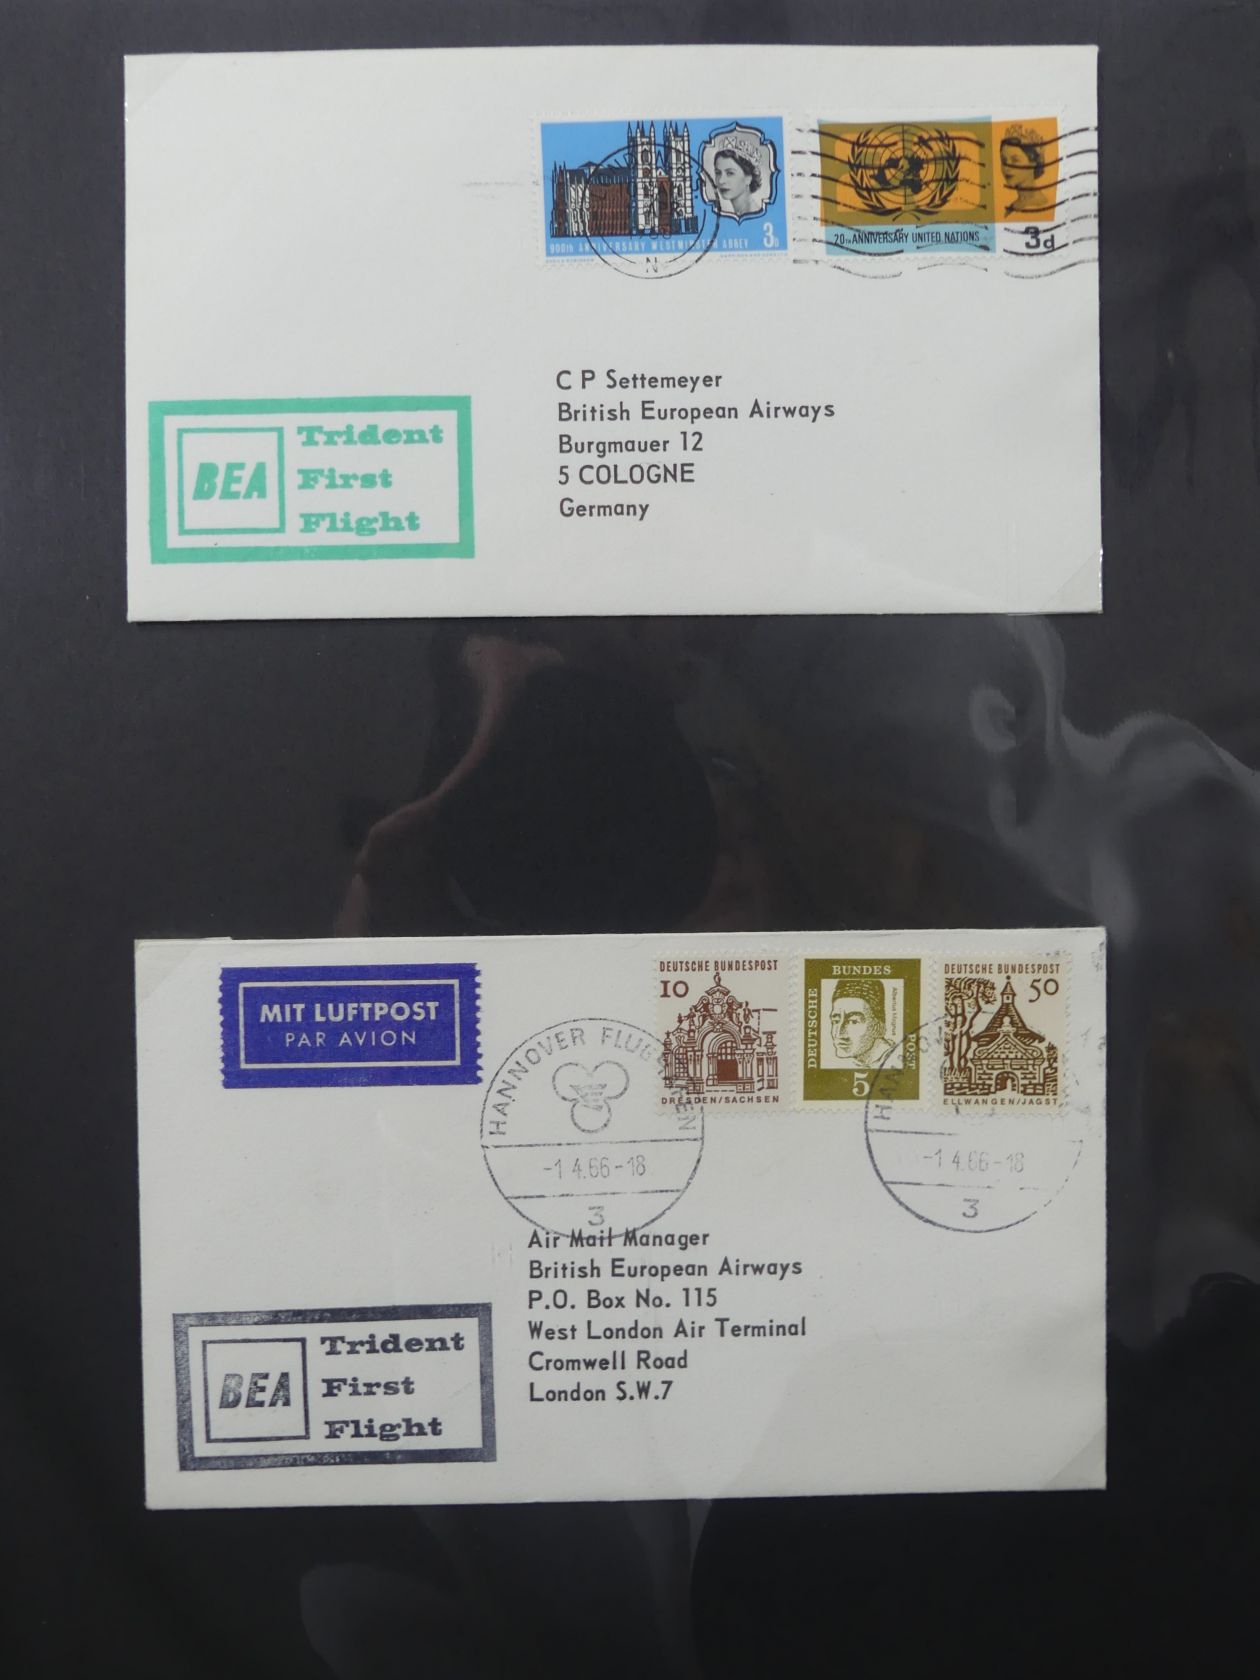 900th ANNIVERSARY WESTMINSTER ABBEY 3D
20TH ANNIVERSARY UNITED NATIONS 3d
1966
N
C P Settemeyer
British European Airways
Burgmauer 12
5 COLOGNE
Germany
BEA
Trident
First
Flight
MIT LUFTPOST
PAR AVION
DEUTSCHE BUNDESPOST
10
DRESDEN/SACHSEN
DEUTSCHE
BUNDES
POST
Albertus Magnus
5
DEUTSCHE BUNDESPOST
50
ELLWANGEN/JAGST
HANNOVER
-1 4.66-18
3
-1 4.66-18
3
Air Mail Manager
British European Airways
P.O. Box No. 115
West London Air Terminal
Cromwell Road
London S.W.7
BEA
Trident
First
Flight